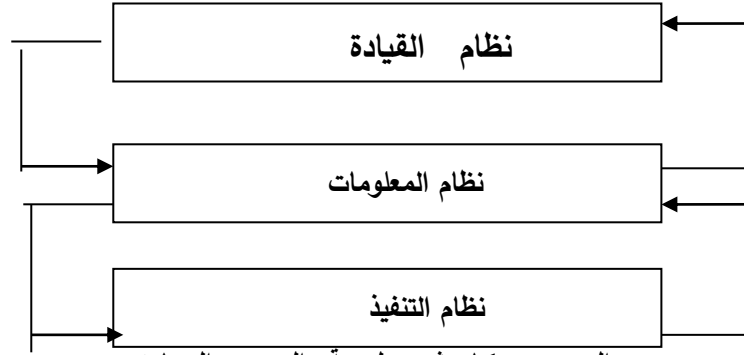 نظام القيادة
نظام المعلومات
نظام التنفيذ